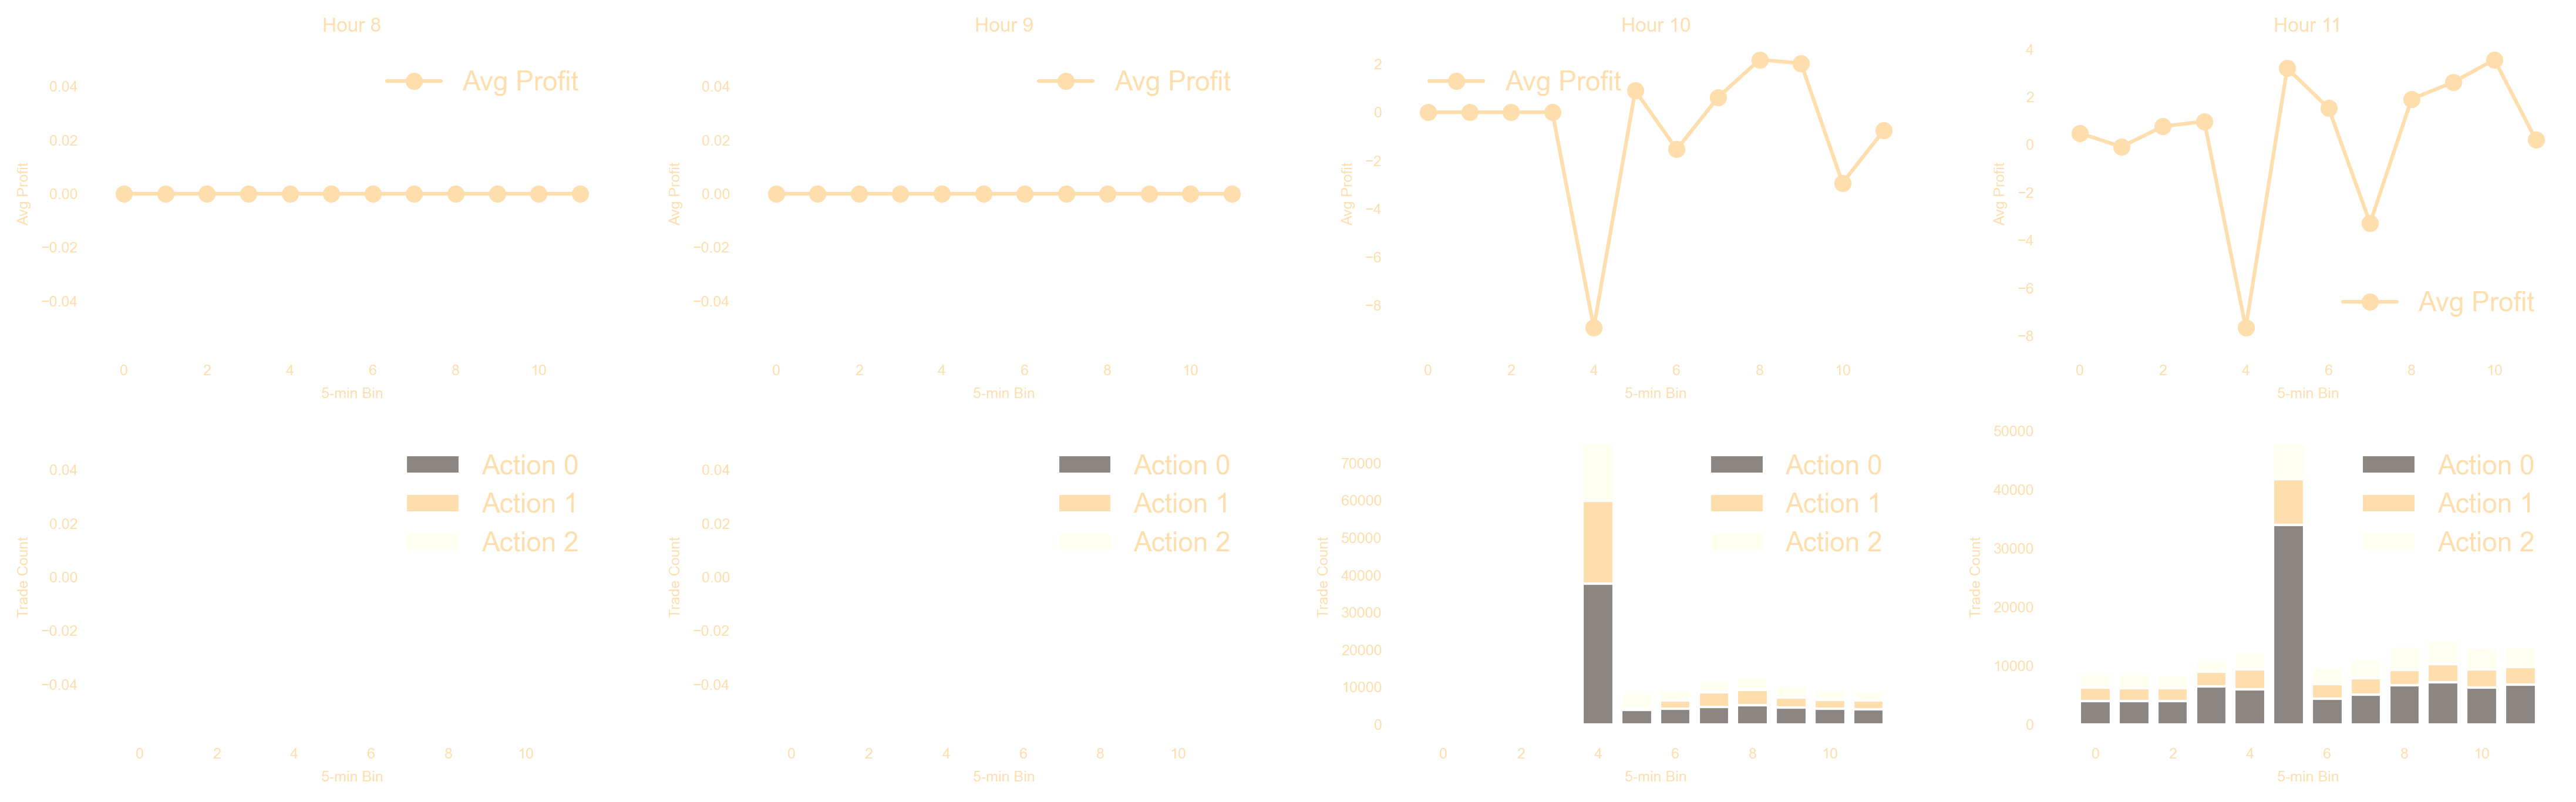 Hour 8
Avg Profit
0.04
0.02
0.00
−0.02
−0.04
Avg Profit
0 2 4 6 8 10
5-min Bin
Hour 9
Avg Profit
0.04
0.02
0.00
−0.02
−0.04
Avg Profit
0 2 4 6 8 10
5-min Bin
Hour 10
Avg Profit
2
0
−2
−4
−6
−8
Avg Profit
0 2 4 6 8 10
5-min Bin
Hour 11
Avg Profit
4
2
0
−2
−4
−6
−8
Avg Profit
0 2 4 6 8 10
5-min Bin
Trade Count
0.04
0.02
0.00
−0.02
−0.04
Action 0
Action 1
Action 2
0 2 4 6 8 10
5-min Bin
Trade Count
0.04
0.02
0.00
−0.02
−0.04
Action 0
Action 1
Action 2
0 2 4 6 8 10
5-min Bin
Trade Count
70000
60000
50000
40000
30000
20000
10000
0
Action 0
Action 1
Action 2
0 2 4 6 8 10
5-min Bin
Trade Count
50000
40000
30000
20000
10000
0
Action 0
Action 1
Action 2
0 2 4 6 8 10
5-min Bin